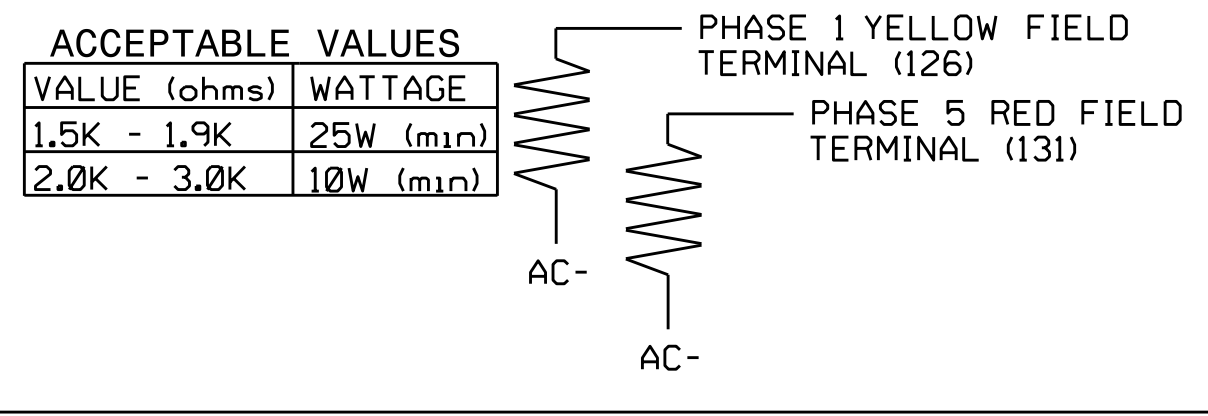 ACCEPTABLE VALUES
VALUE (ohms) WATTAGE
1.5K - 1.9K 25W (min)
2.0K - 3.0K 10W (min)
PHASE 1 YELLOW FIELD
TERMINAL (126)
AC-
PHASE 5 RED FIELD
TERMINAL (131)
AC-